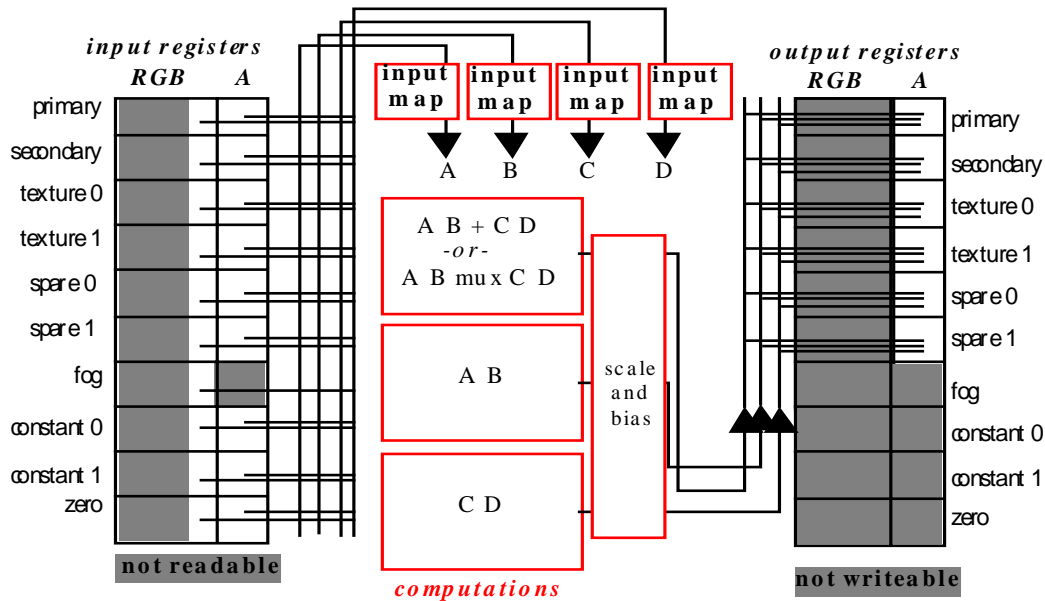 input registers
RGB A
primary
secondary
texture 0
texture 1
spare 0
spare 1
fog
constant 0
constant 1
zero
not readable
input
map
input
map
input
map
input
map
A B C D
A B + C D
-or-
A B mux C D
A B
C D
scale
and
bias
computations
output registers
RGB A
primary
secondary
texture 0
texture 1
spare 0
spare 1
fog
constant 0
constant 1
zero
not writeable